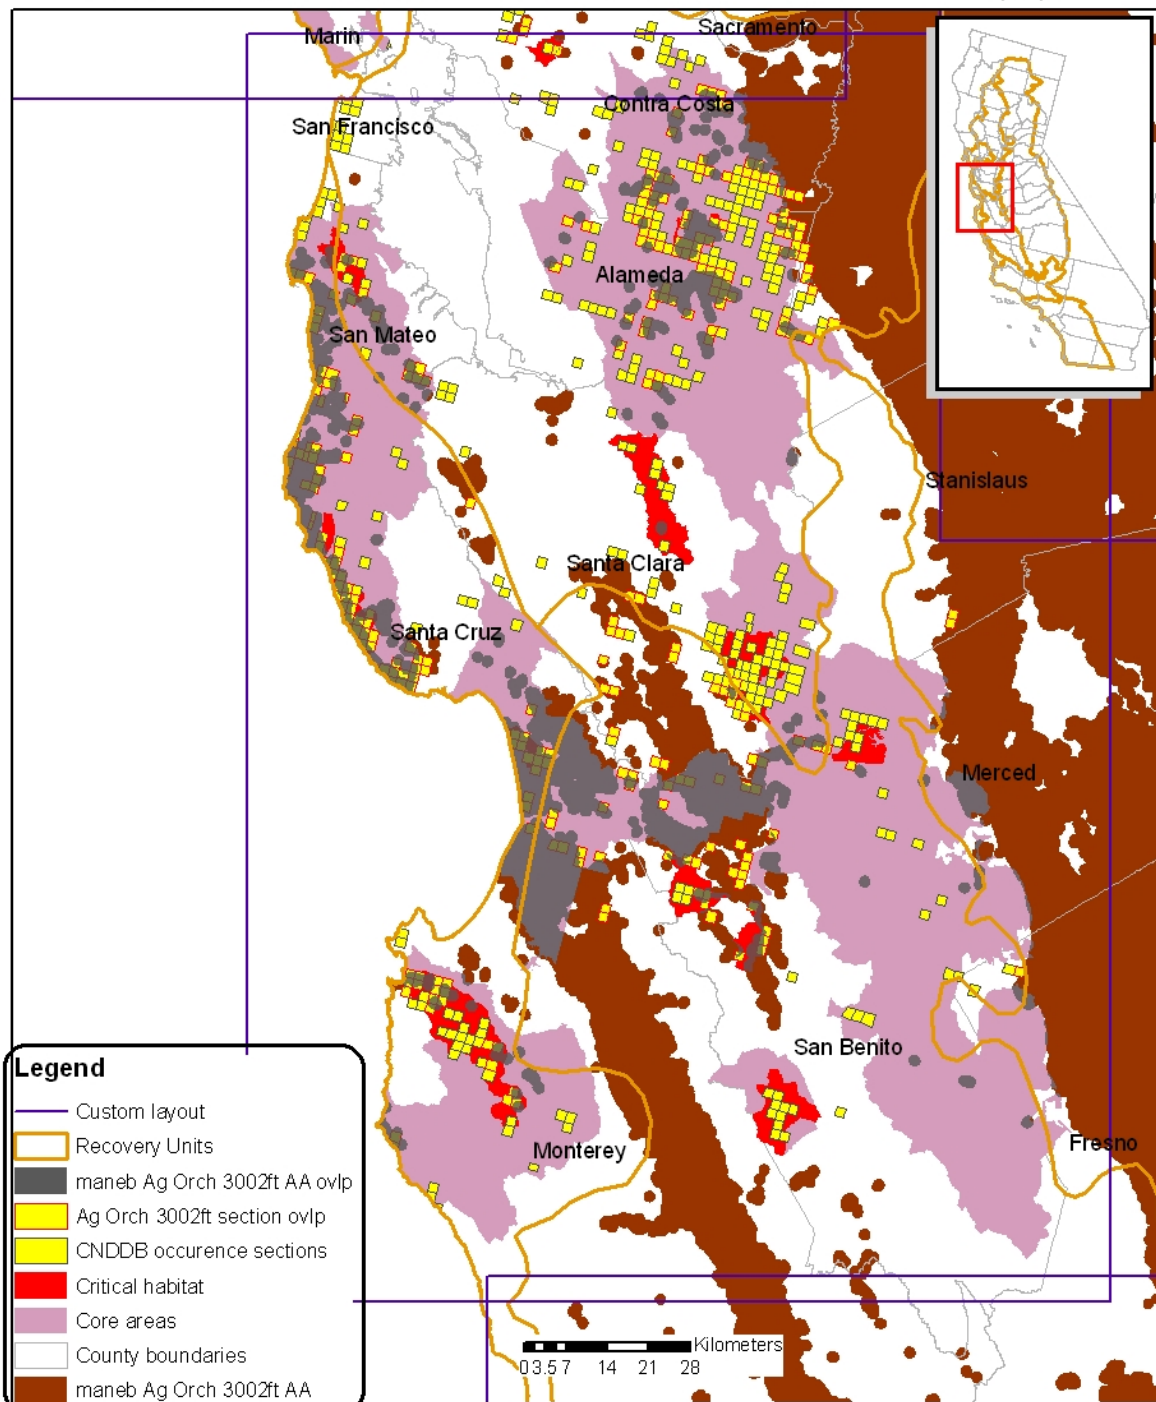 Marin
Sacramento
Contra Costa
San Francisco
Alameda
San Mateo
Stanislaus
Santa Clara
Santa Cruz
Merced
San Benito
Monterey
Fresno
Legend
Custom layout
Recovery Units
maneb Ag Orch 3002ft AA ovlp
Ag Orch 3002ft section ovlp
CNDDB occurence sections
Critical habitat
Core areas
County boundaries
maneb Ag Orch 3002ft AA
Kilometers
0 3.5 7 14 21 28